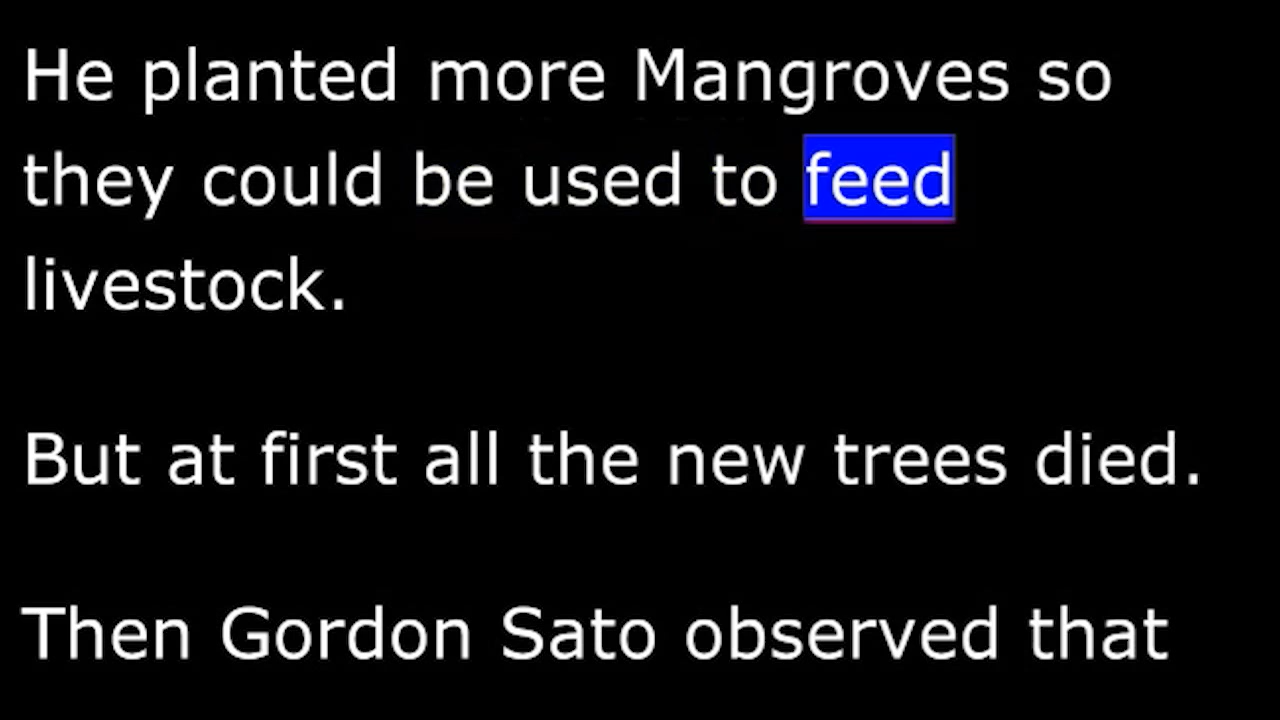 He planted more Mangroves so
they could be used to feed
livestock.
But at first all the new trees died.
Then Gordon Sato observed that